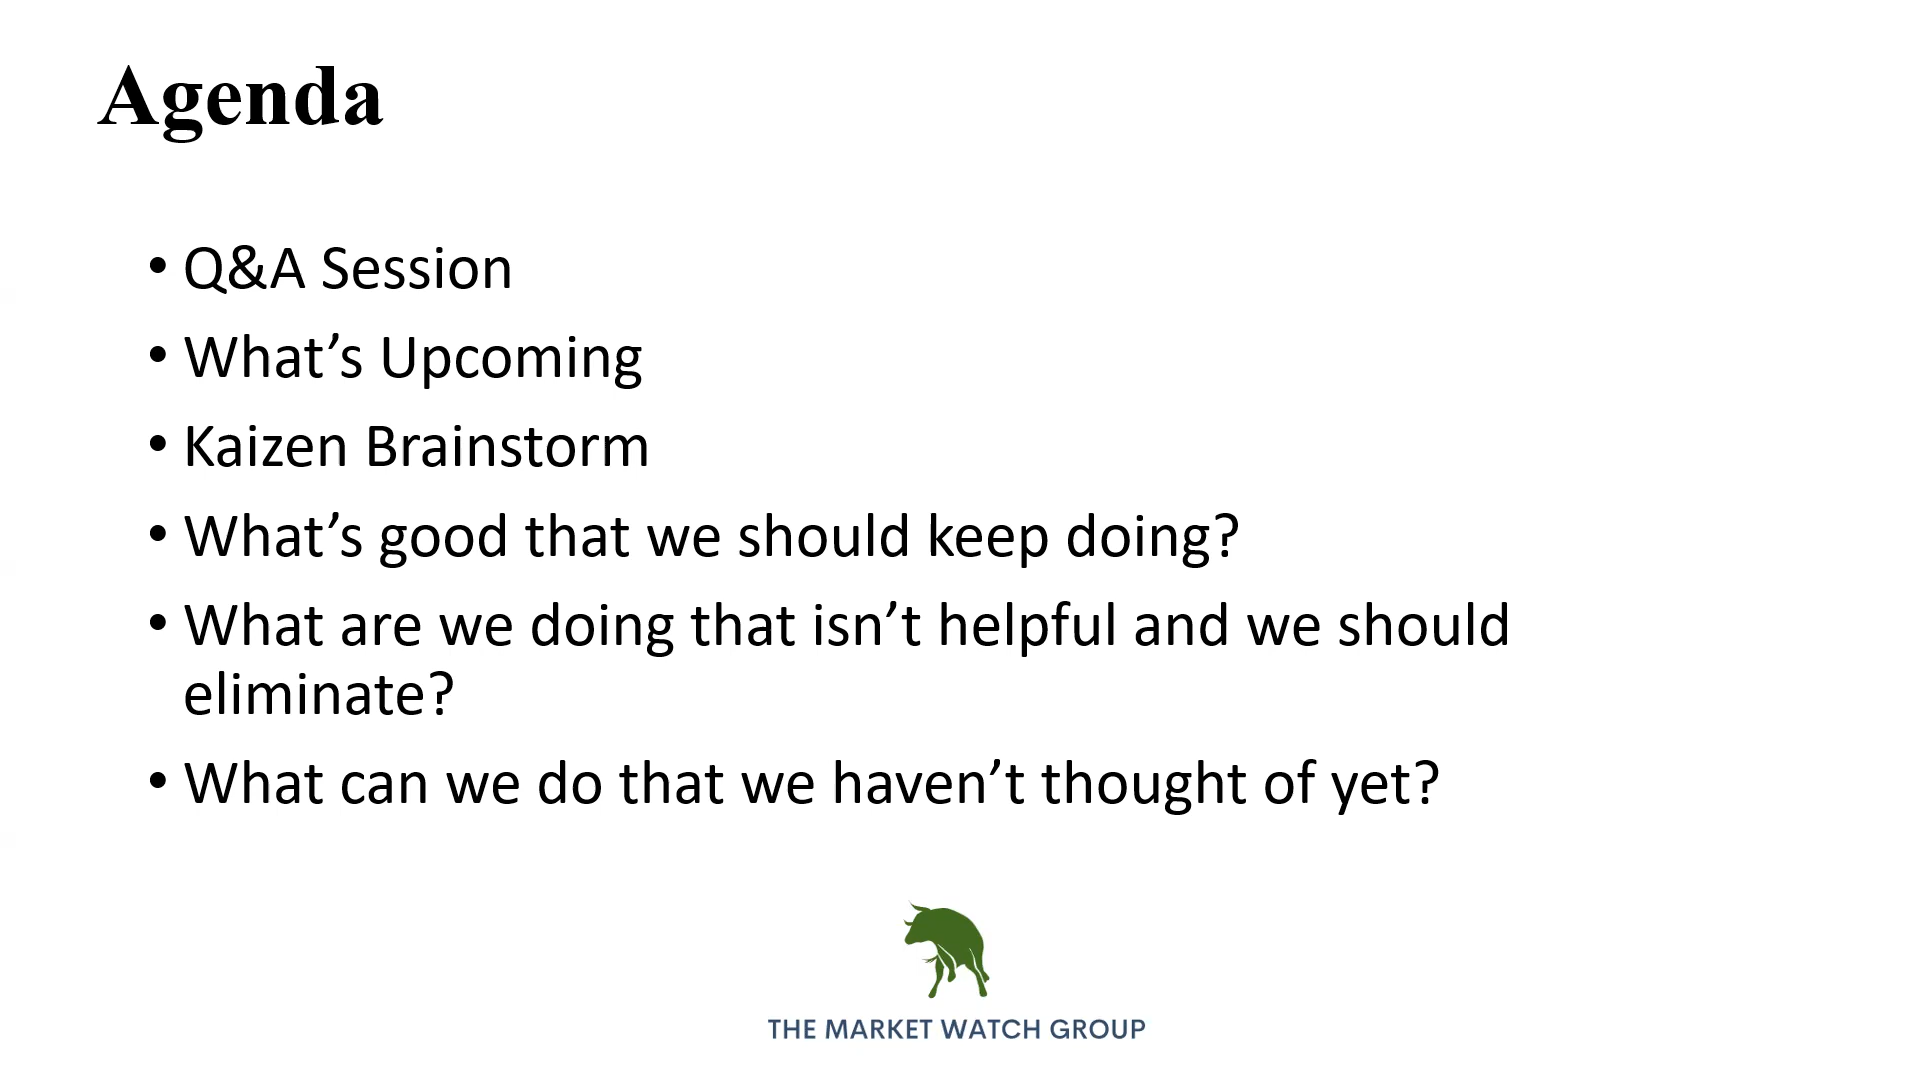 Agenda
• Q&A Session
• What’s Upcoming
• Kaizen Brainstorm
• What’s good that we should keep doing?
• What are we doing that isn’t helpful and we should
eliminate?
• What can we do that we haven’t thought of yet?
THE MARKET WATCH GROUP